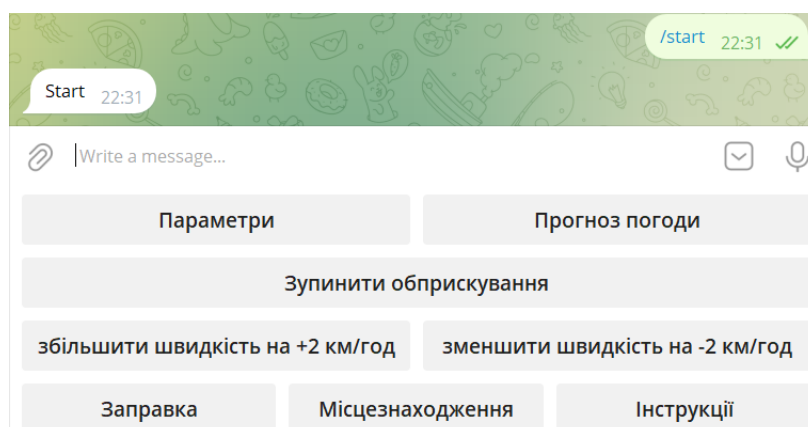 /start 22:31
Start 22:31
Write a message...
Параметри Прогноз погоди
Зупинити обприскування
збільшити швидкість на +2 км/год зменшити швидкість на -2 км/год
Заправка Місцезнаходження Інструкції